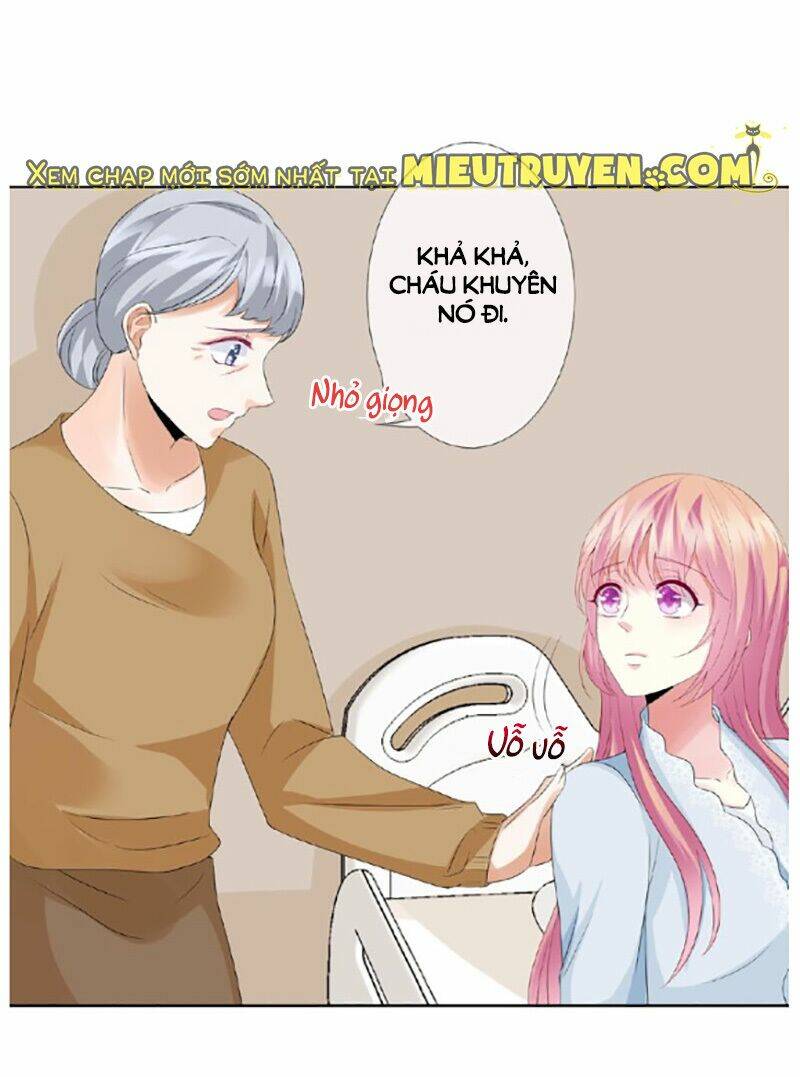 XEM CHAP MỚI SỚM NHẤT TẠI MIEUTRUYEN.COM
KHẢ KHẢ,
CHÁU KHUYÊN
NÓ ĐI.
Nhỏ giọng
Vỗ vỗ